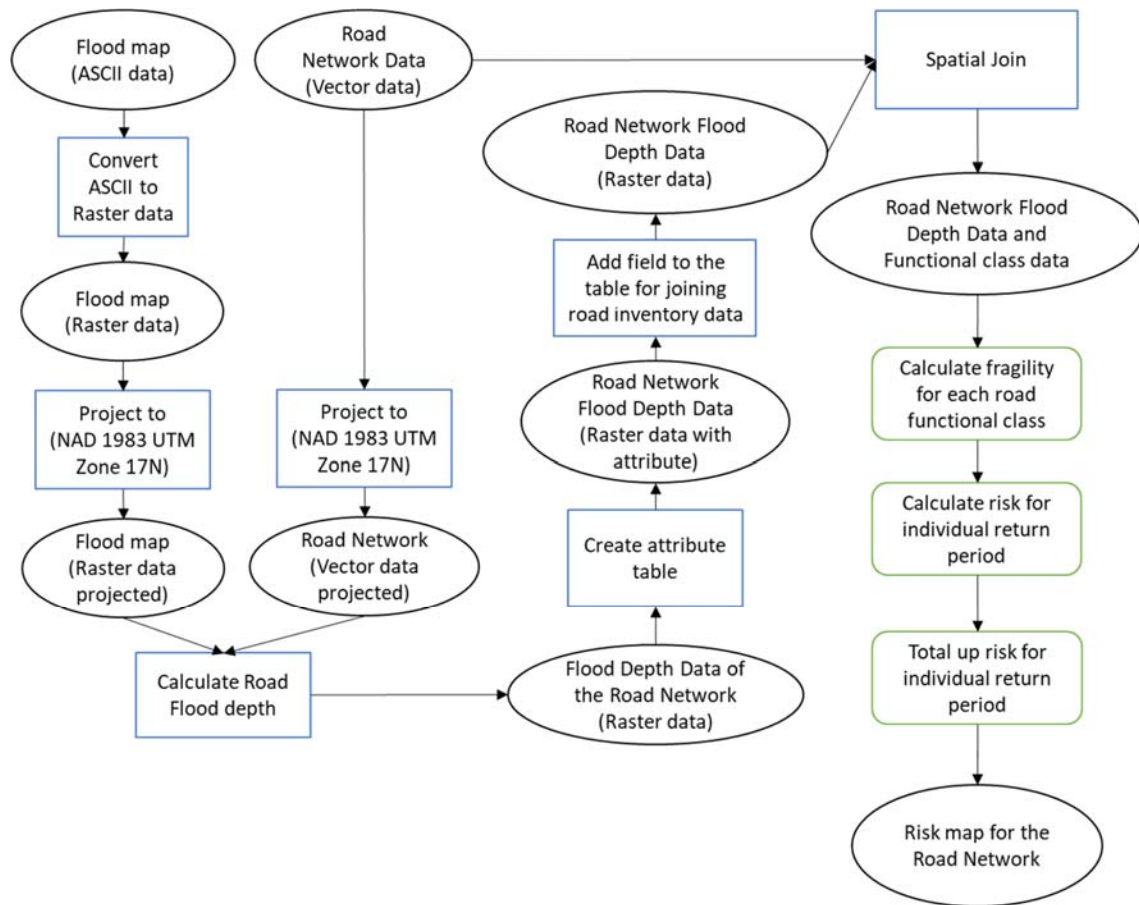 Flood map
(ASCII data)
Convert
ASCII to
Raster data
Flood map
(Raster data)
Project to
(NAD 1983 UTM
Zone 17N)
Flood map
(Raster data
projected)
Road
Network Data
(Vector data)
Project to
(NAD 1983 UTM
Zone 17N)
Road Network
(Vector data
projected)
Calculate Road
Flood depth
Flood Depth Data of
the Road Network
(Raster data)
Create attribute
table
Road Network
Flood Depth Data
(Raster data with
attribute)
Add field to the
table for joining
road inventory data
Road Network Flood
Depth Data
(Raster data)
Spatial Join
Road Network Flood
Depth Data and
Functional class data
Calculate fragility
for each road
functional class
Calculate risk for
individual return
period
Total up risk for
individual return
period
Risk map for the
Road Network